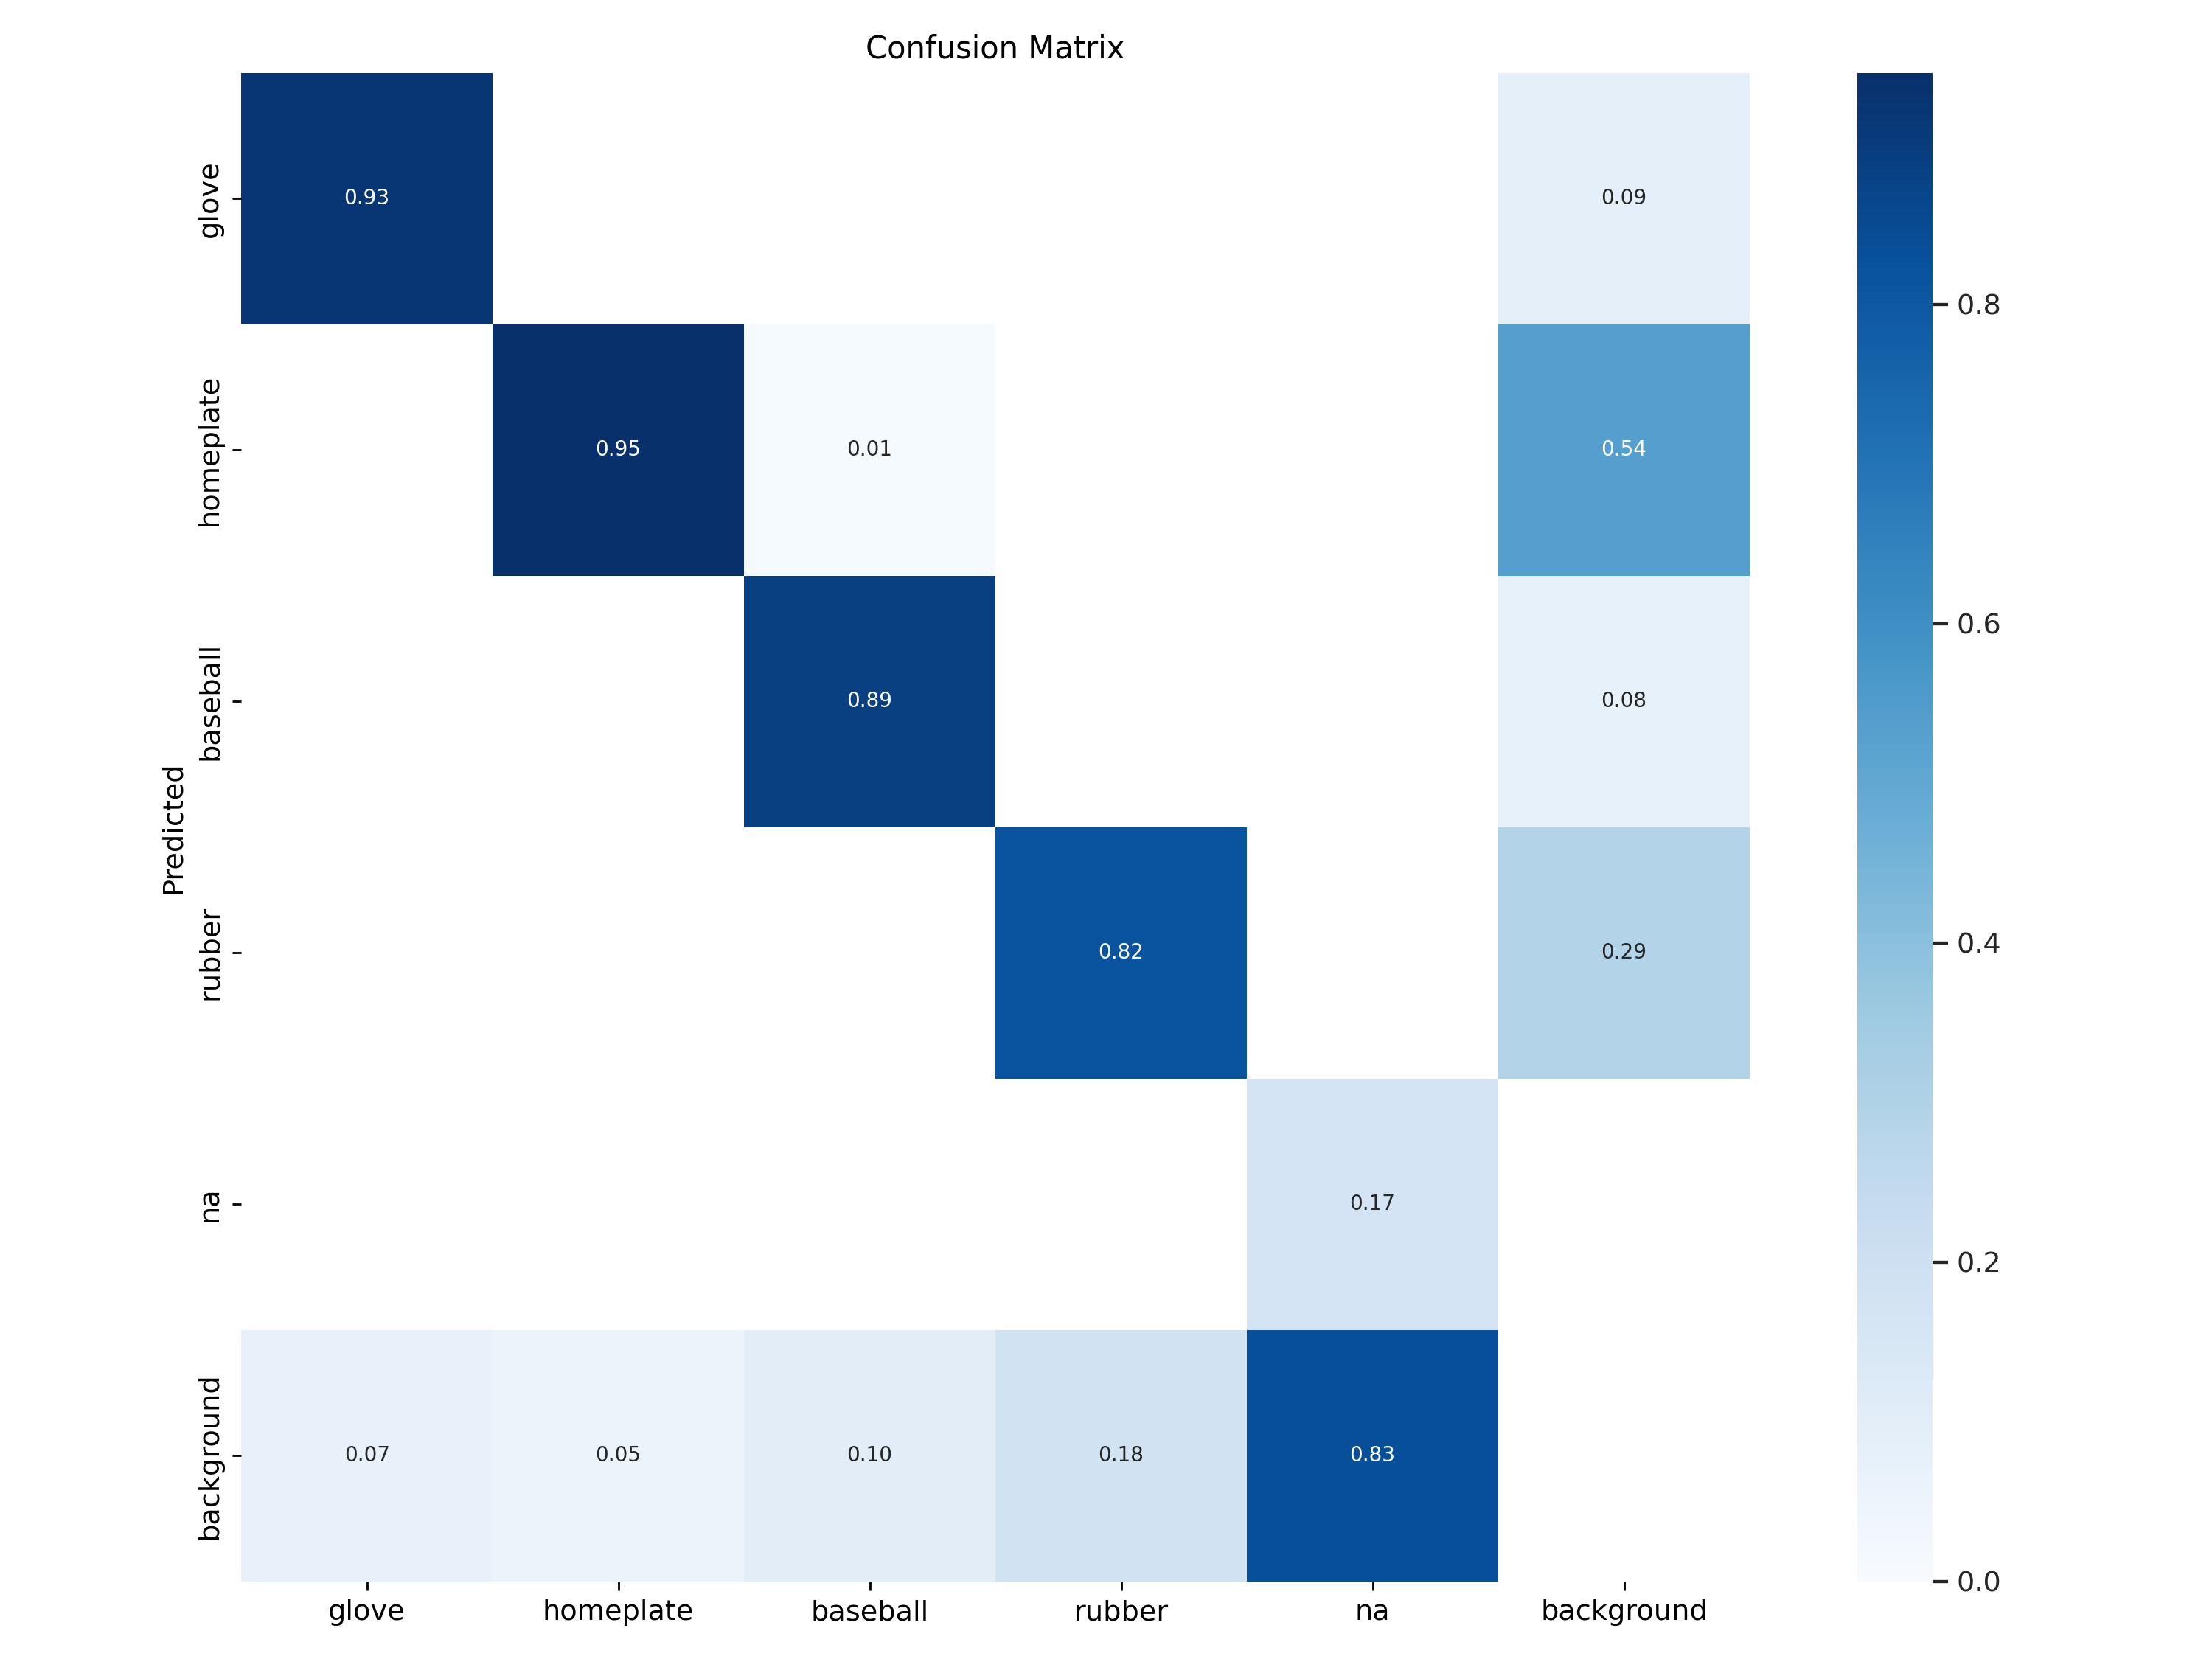 Confusion Matrix
glove
0.93
0.09
0.8
homeplate
0.95
0.01
0.54
0.6
baseball
0.89
0.08
Predicted
rubber
0.82
0.29
0.4
na
0.17
0.2
background
0.07
0.05
0.10
0.18
0.83
0.0
glove
homeplate
baseball
rubber
na
background